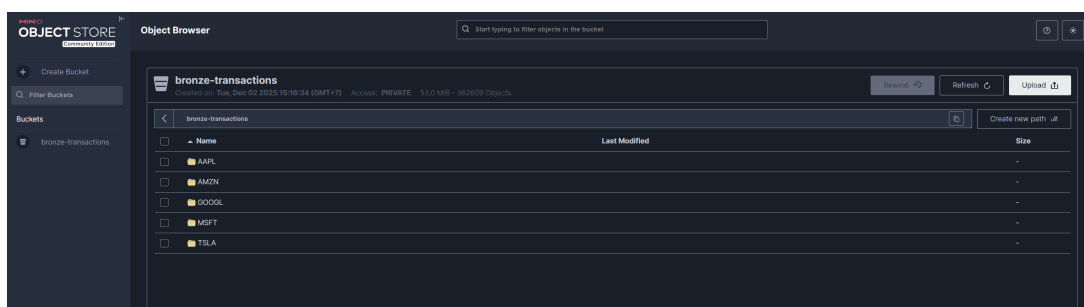 MINIO
OBJECT STORE
Community Edition
Create Bucket
Filter Buckets
Buckets
bronze-transactions
Object Browser
Start typing to filter objects in the bucket
bronze-transactions
Created on: Tue, Dec 02 2025 15:16:34 (GMT+7) Access: PRIVATE 53.0 MiB - 362609 Objects
Rewind
Refresh
Upload
bronze-transactions
Create new path
Name Last Modified Size
AAPL -
AMZN -
GOOGL -
MSFT -
TSLA -